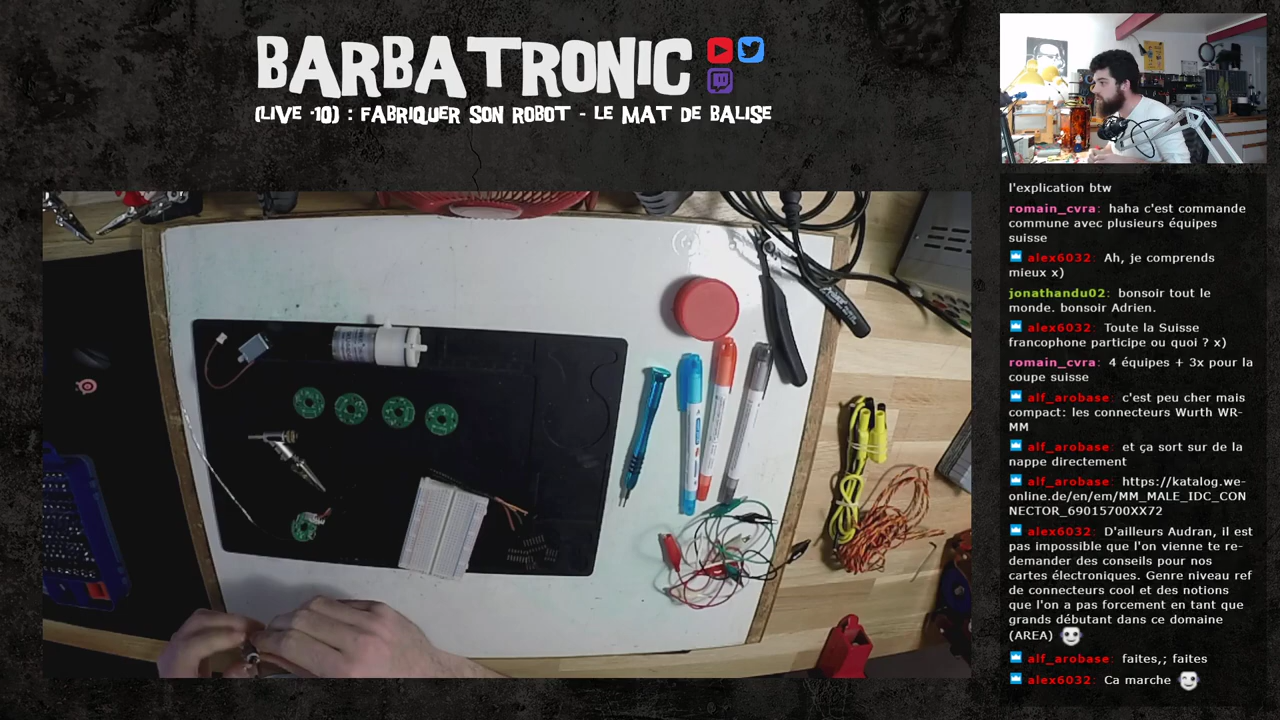 BARBATRONIC
(LIVE -10) : FABRIQUER SON ROBOT - LE MAT DE BALISE
l'explication btw
romain_cvra: haha c'est commande
commune avec plusieurs équipes
suisse
alex6032: Ah, je comprends
mieux x)
jonathandu02: bonsoir tout le
monde. bonsoir Adrien.
alex6032: Toute la Suisse
francophone participe ou quoi ? x)
romain_cvra: 4 équipes + 3x pour la
coupe suisse
alf_arobase: c'est peu cher mais
compact: les connecteurs Wurth WR-
MM
alf_arobase: et ça sort sur de la
nappe directement
alf_arobase: https://katalog.we-
online.de/en/em/MM_MALE_IDC_CON
NECTOR_69015700XX72
alex6032: D'ailleurs Audran, il est
pas impossible que l'on vienne te re-
demander des conseils pour nos
cartes électroniques. Genre niveau ref
de connecteurs cool et des notions
que l'on a pas forcement en tant que
grands débutant dans ce domaine
(AREA)
alf_arobase: faites,; faites
alex6032: Ca marche